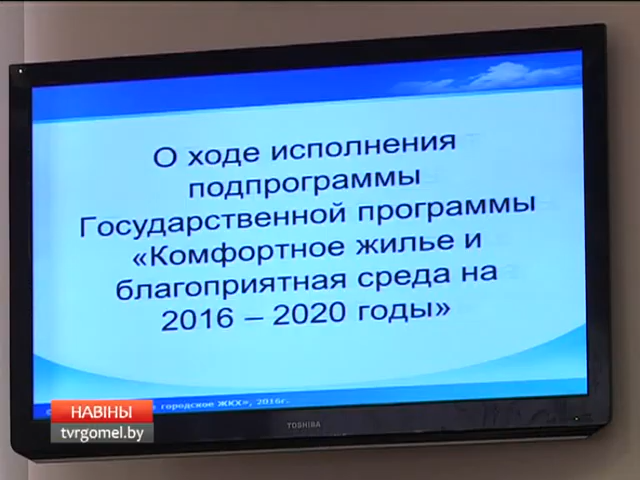 О ходе исполнения
подпрограммы
Государственной программы
«Комфортное жилье и
благоприятная среда на
2016 – 2020 годы»
городское ЖКХ», 2016г.
НАВІНЫ
tvrgomel.by
TOSHIBA